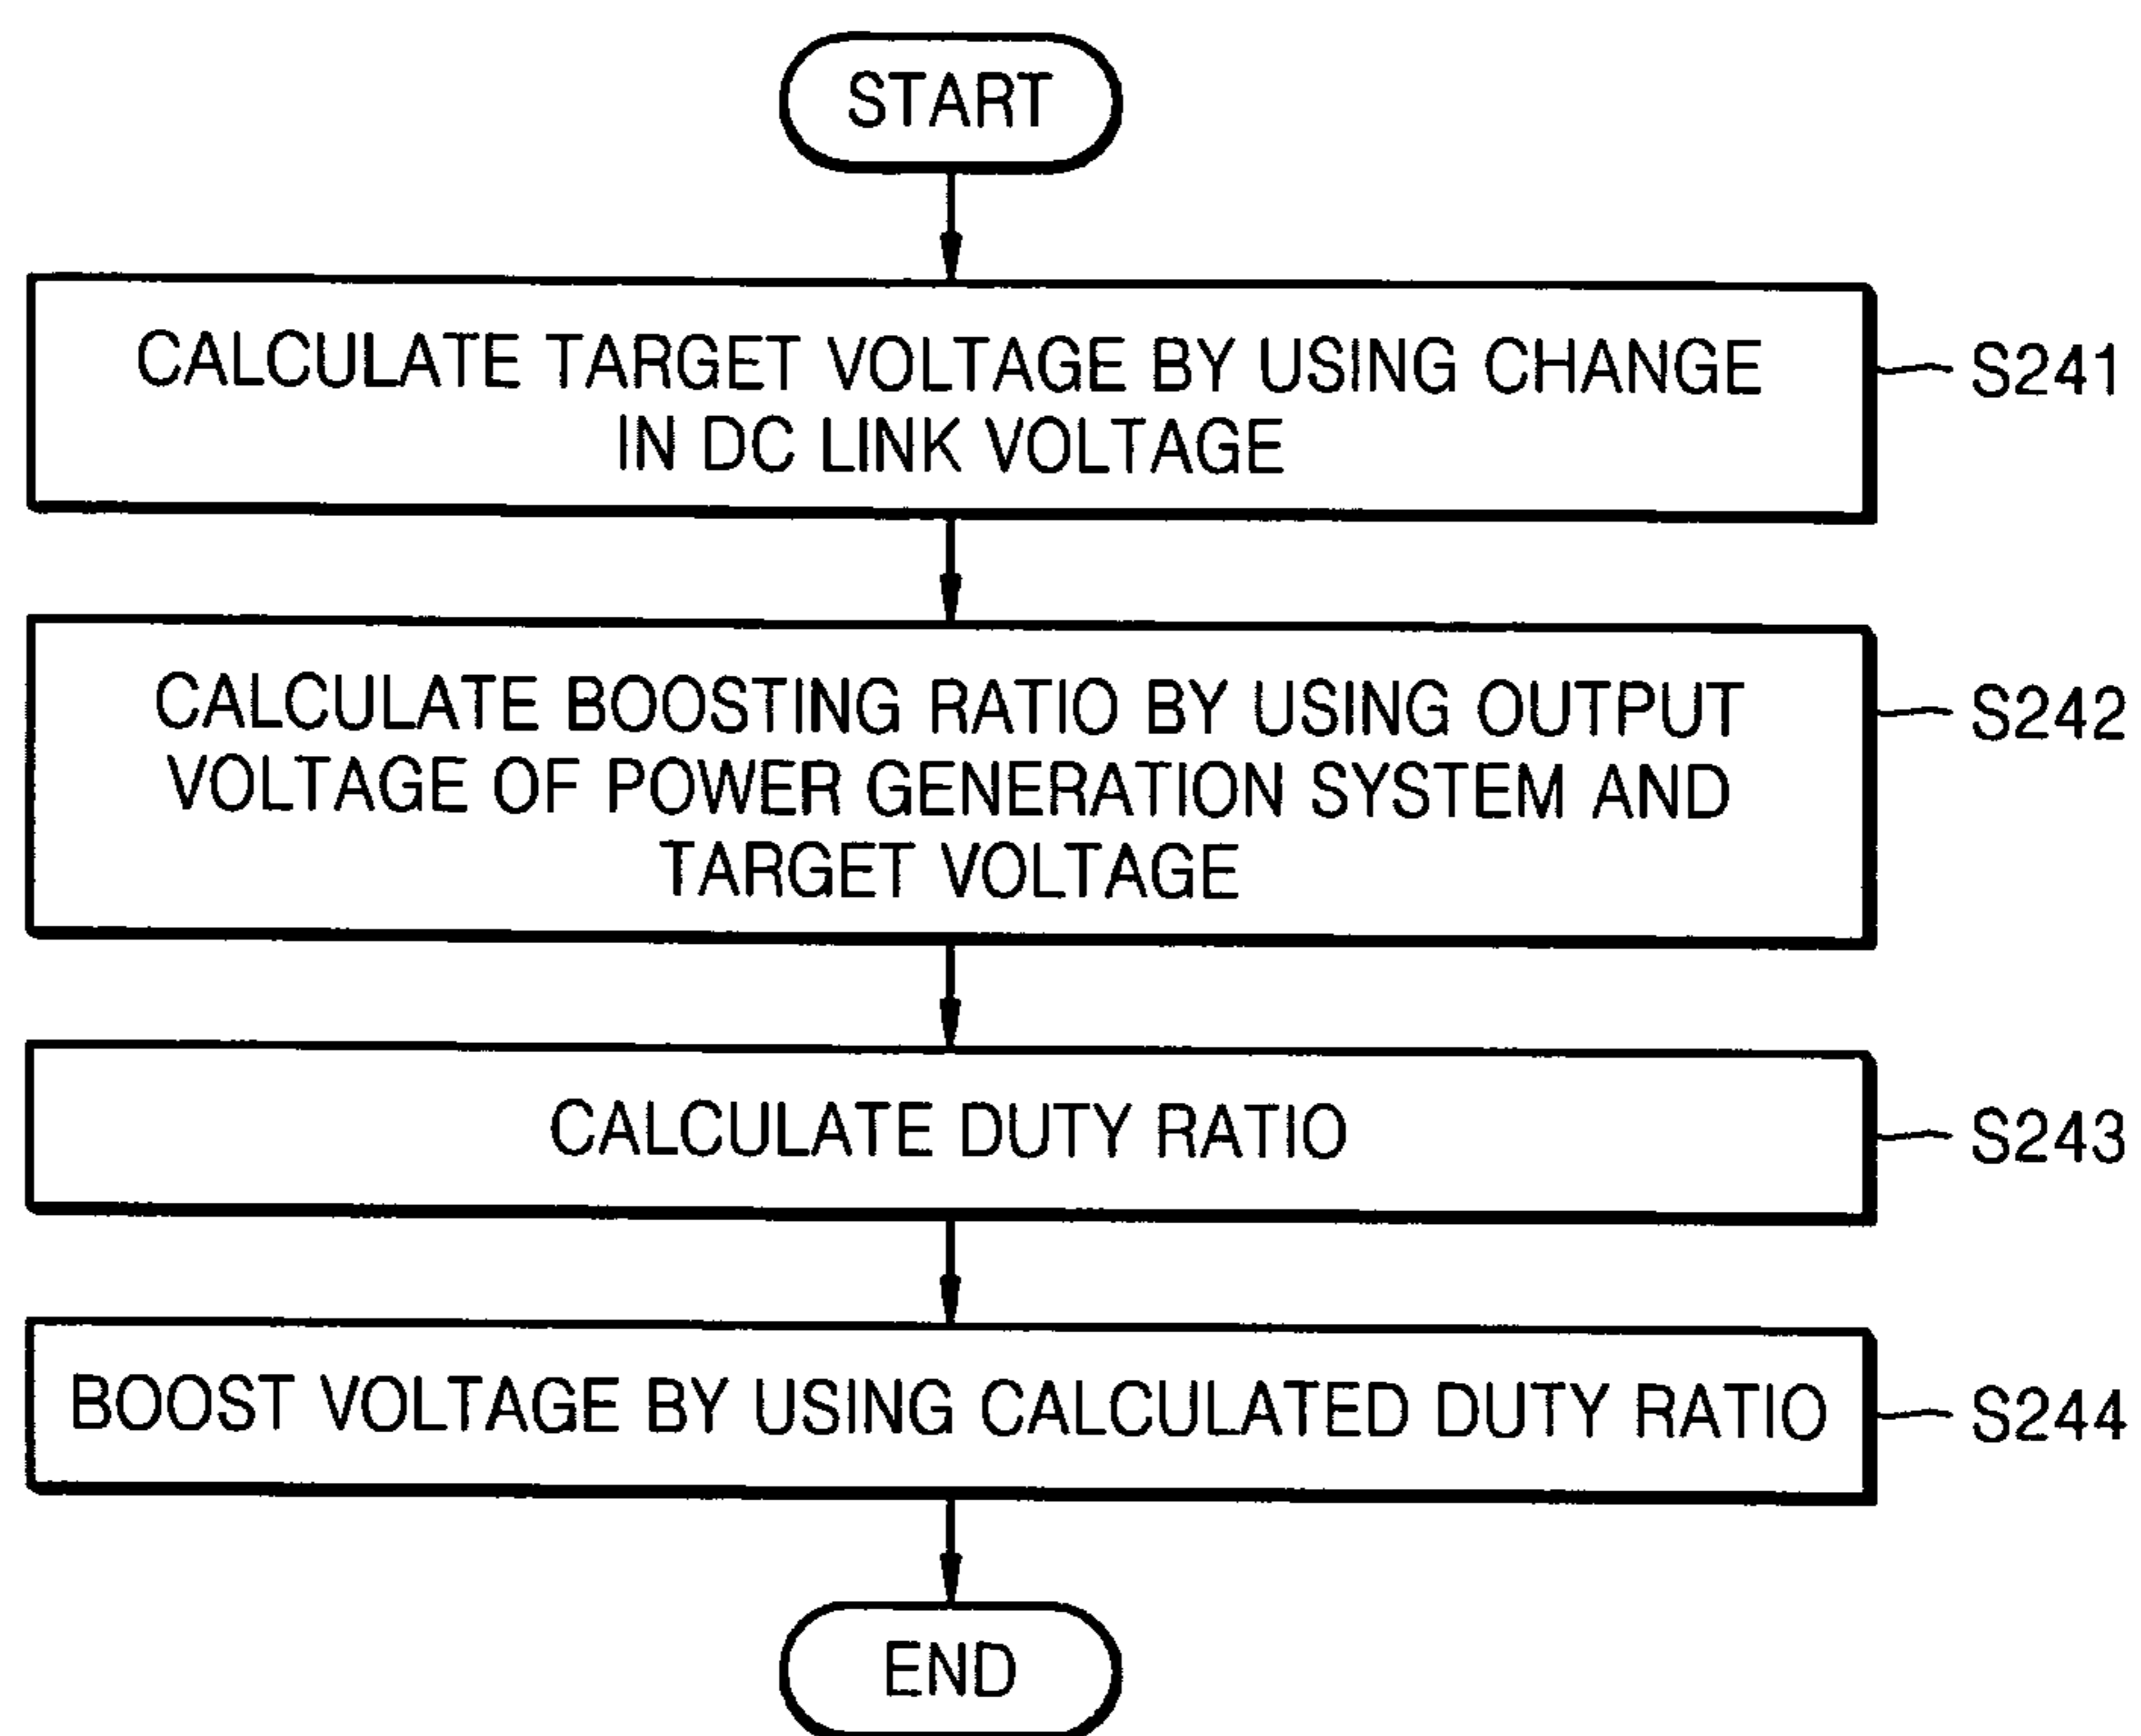 START
CALCULATE TARGET VOLTAGE BY USING CHANGE
IN DC LINK VOLTAGE
S241
CALCULATE BOOSTING RATIO BY USING OUTPUT
VOLTAGE OF POWER GENERATION SYSTEM AND
TARGET VOLTAGE
S242
CALCULATE DUTY RATIO
S243
BOOST VOLTAGE BY USING CALCULATED DUTY RATIO
S244
END